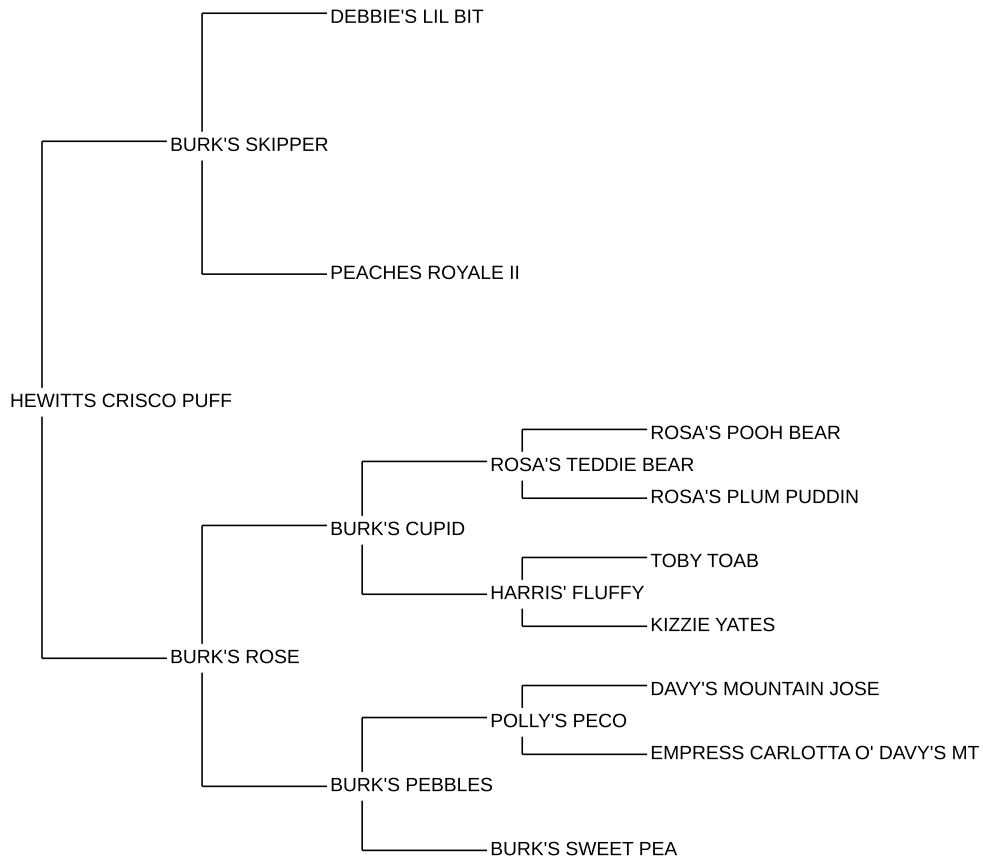 DEBBIE'S LIL BIT
BURK'S SKIPPER
PEACHES ROYALE II
HEWITTS CRISCO PUFF
ROSA'S POOH BEAR
ROSA'S TEDDIE BEAR
ROSA'S PLUM PUDDIN
BURK'S CUPID
TOBY TOAB
HARRIS' FLUFFY
KIZZIE YATES
BURK'S ROSE
DAVY'S MOUNTAIN JOSE
POLLY'S PECO
EMPRESS CARLOTTA O' DAVY'S MT
BURK'S PEBBLES
BURK'S SWEET PEA